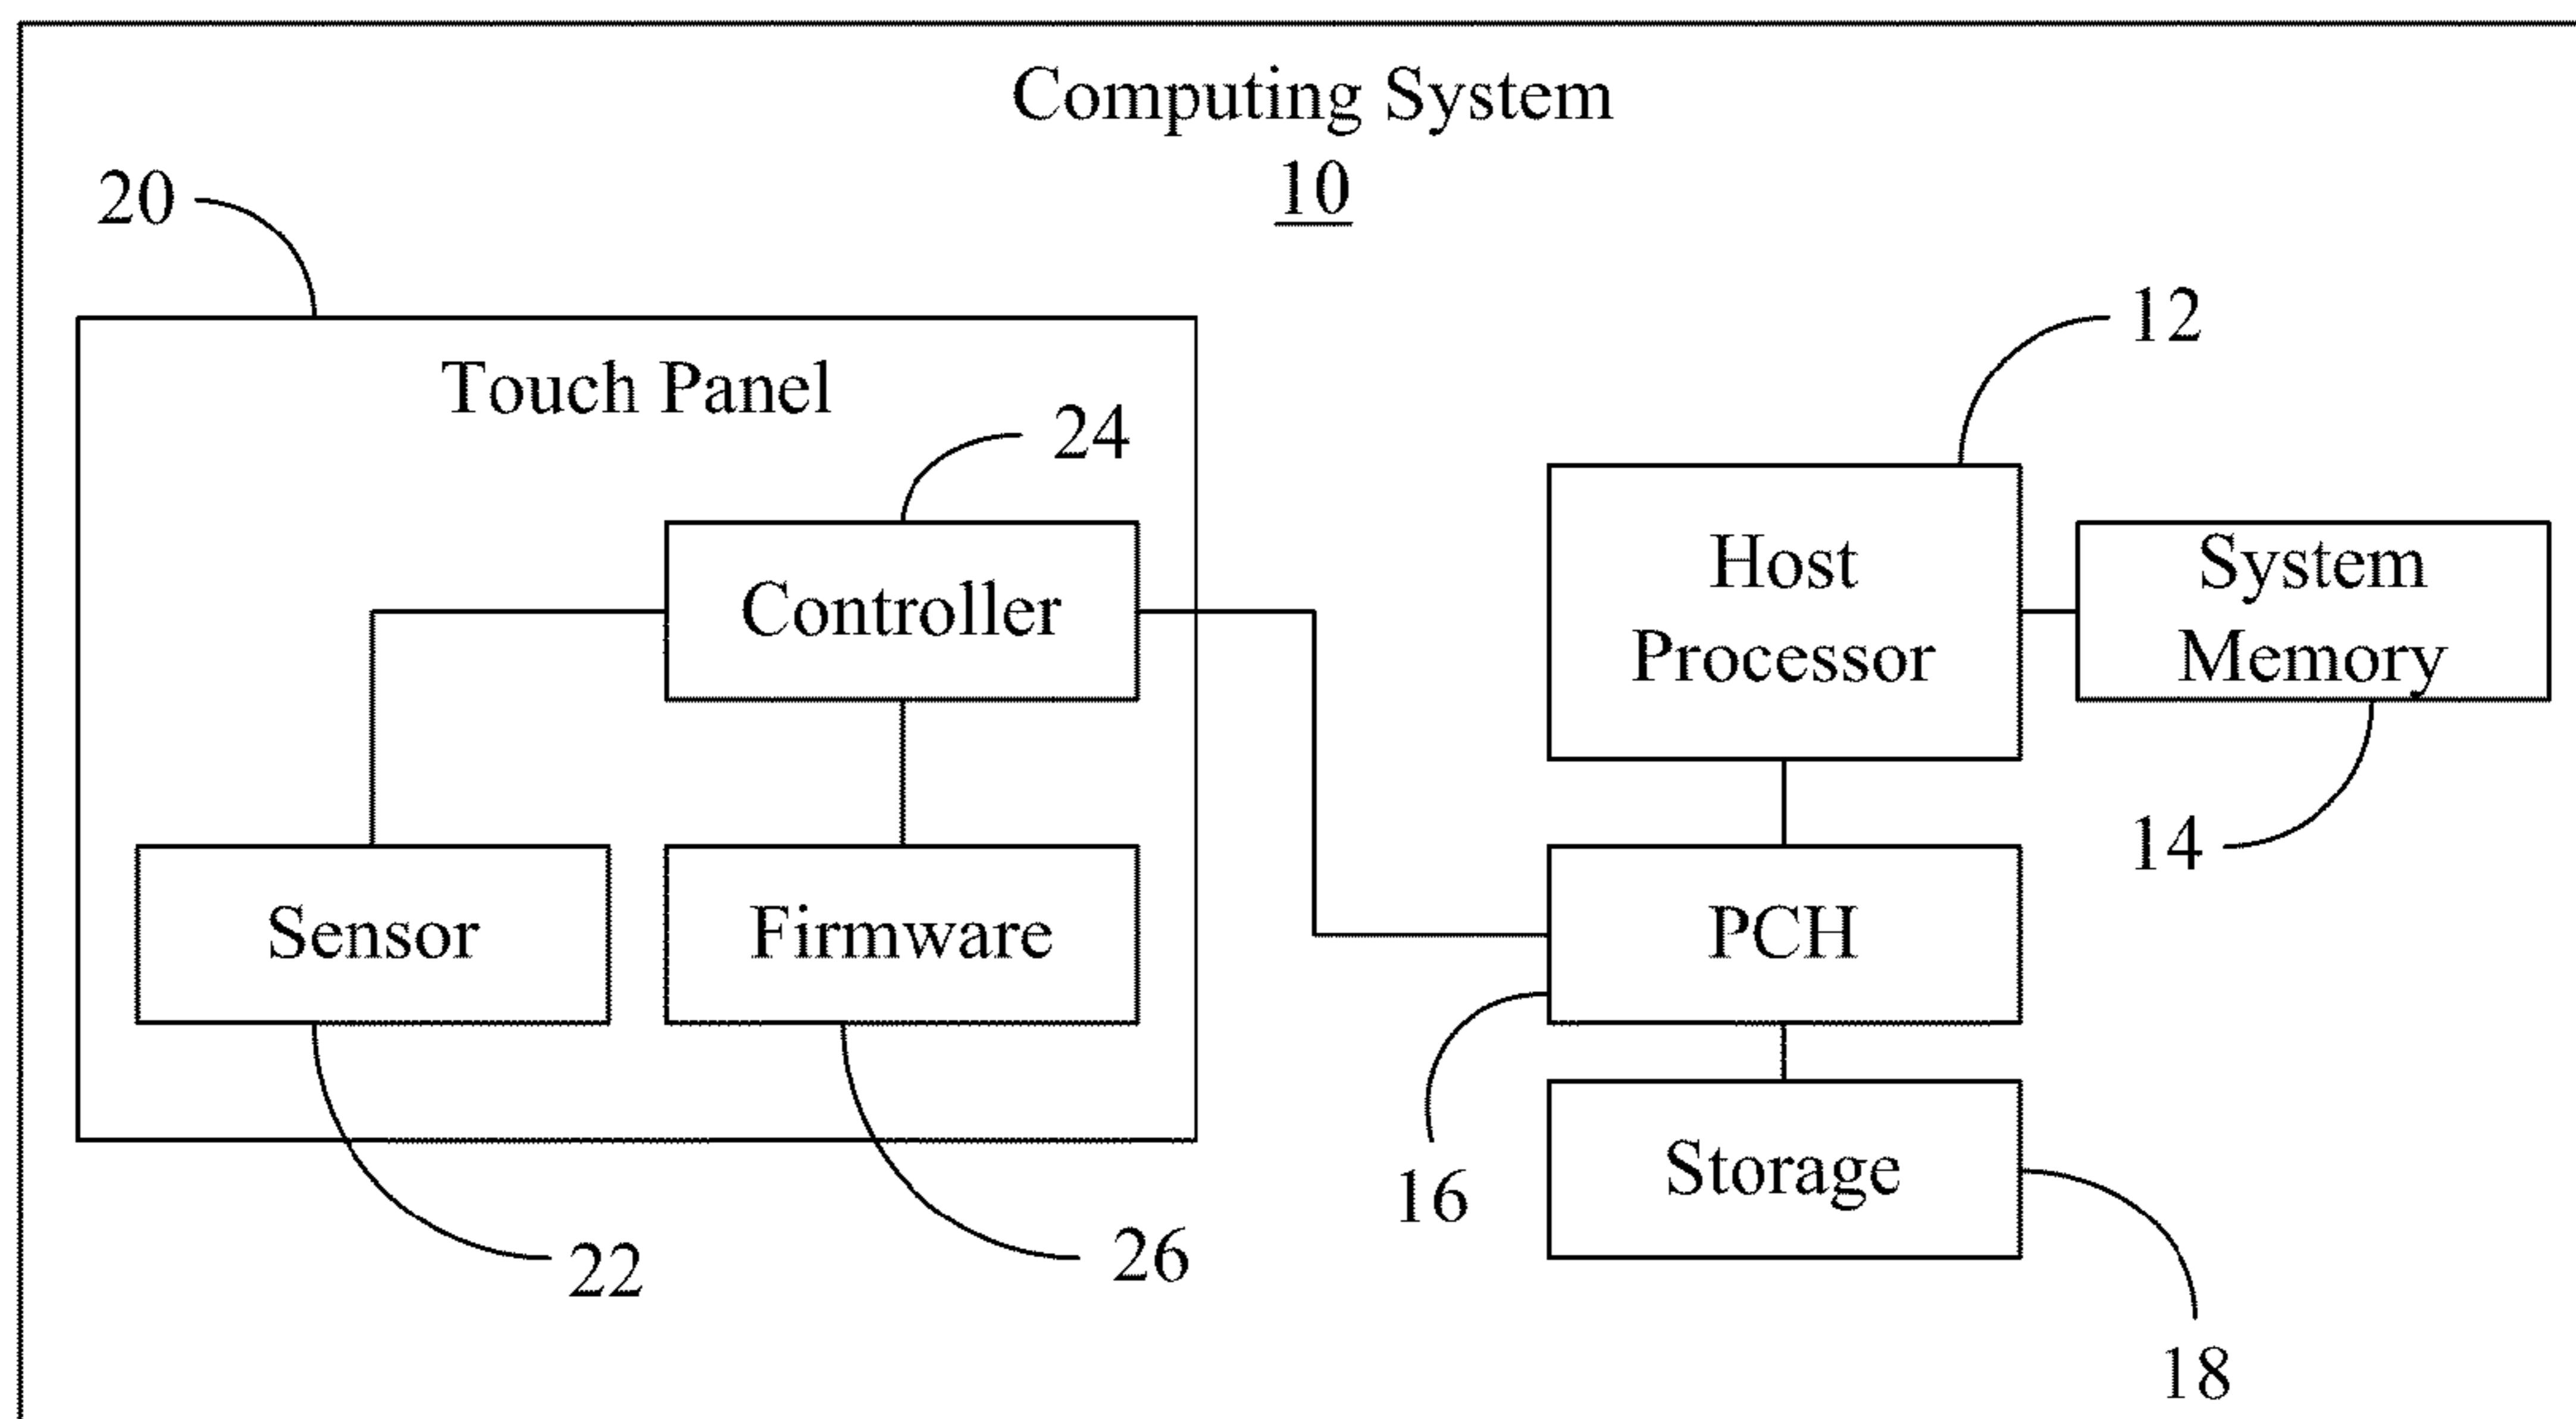 Computing System
10
20
12
Touch Panel
24
Host
Processor
System
Memory
Controller
14
Sensor
Firmware
PCH
16
Storage
22
26
18